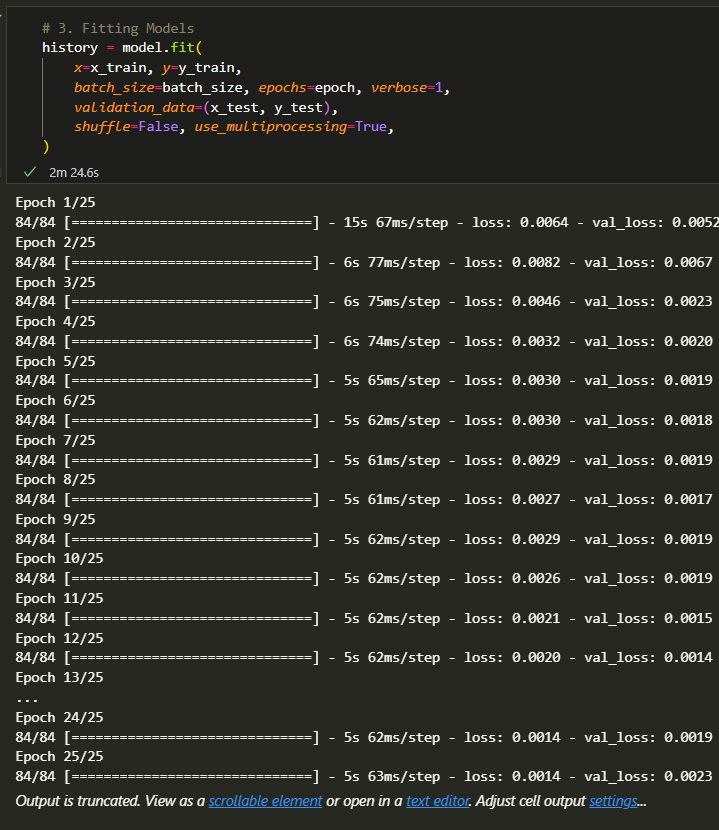 # 3. Fitting Models
history = model.fit(
x=x_train, y=y_train,
batch_size=batch_size, epochs=epoch, verbose=1,
validation_data=(x_test, y_test),
shuffle=False, use_multiprocessing=True,
)
✓ 2m 24.6s
Epoch 1/25
84/84 [==============================] - 15s 67ms/step - loss: 0.0064 - val_loss: 0.0052
Epoch 2/25
84/84 [==============================] - 6s 77ms/step - loss: 0.0082 - val_loss: 0.0067
Epoch 3/25
84/84 [==============================] - 6s 75ms/step - loss: 0.0046 - val_loss: 0.0023
Epoch 4/25
84/84 [==============================] - 6s 74ms/step - loss: 0.0032 - val_loss: 0.0020
Epoch 5/25
84/84 [==============================] - 5s 65ms/step - loss: 0.0030 - val_loss: 0.0019
Epoch 6/25
84/84 [==============================] - 5s 62ms/step - loss: 0.0030 - val_loss: 0.0018
Epoch 7/25
84/84 [==============================] - 5s 61ms/step - loss: 0.0029 - val_loss: 0.0019
Epoch 8/25
84/84 [==============================] - 5s 61ms/step - loss: 0.0027 - val_loss: 0.0017
Epoch 9/25
84/84 [==============================] - 5s 62ms/step - loss: 0.0029 - val_loss: 0.0019
Epoch 10/25
84/84 [==============================] - 5s 62ms/step - loss: 0.0026 - val_loss: 0.0019
Epoch 11/25
84/84 [==============================] - 5s 62ms/step - loss: 0.0021 - val_loss: 0.0015
Epoch 12/25
84/84 [==============================] - 5s 62ms/step - loss: 0.0020 - val_loss: 0.0014
Epoch 13/25
...
Epoch 24/25
84/84 [==============================] - 5s 62ms/step - loss: 0.0014 - val_loss: 0.0019
Epoch 25/25
84/84 [==============================] - 5s 63ms/step - loss: 0.0014 - val_loss: 0.0023
Output is truncated. View as a scrollable element or open in a text editor. Adjust cell output settings...